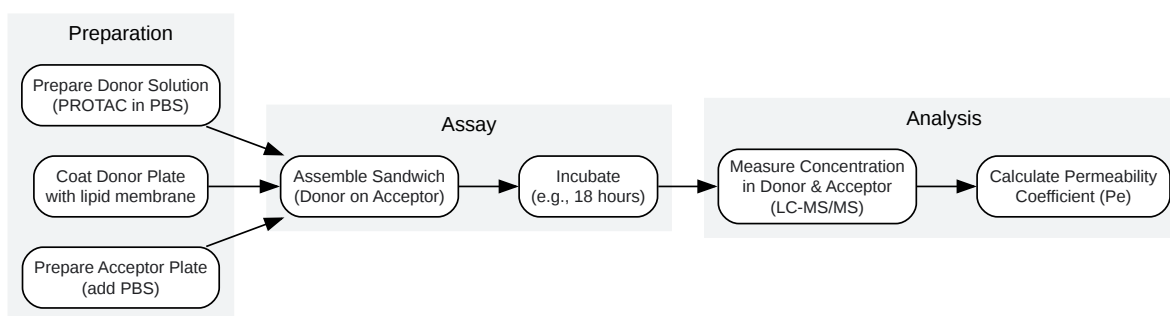 Preparation
Prepare Donor Solution
(PROTAC in PBS)
Coat Donor Plate
with lipid membrane
Prepare Acceptor Plate
(add PBS)
Assay
Assemble Sandwich
(Donor on Acceptor)
Incubate
(e.g., 18 hours)
Analysis
Measure Concentration
in Donor & Acceptor
(LC-MS/MS)
Calculate Permeability
Coefficient (Pe)